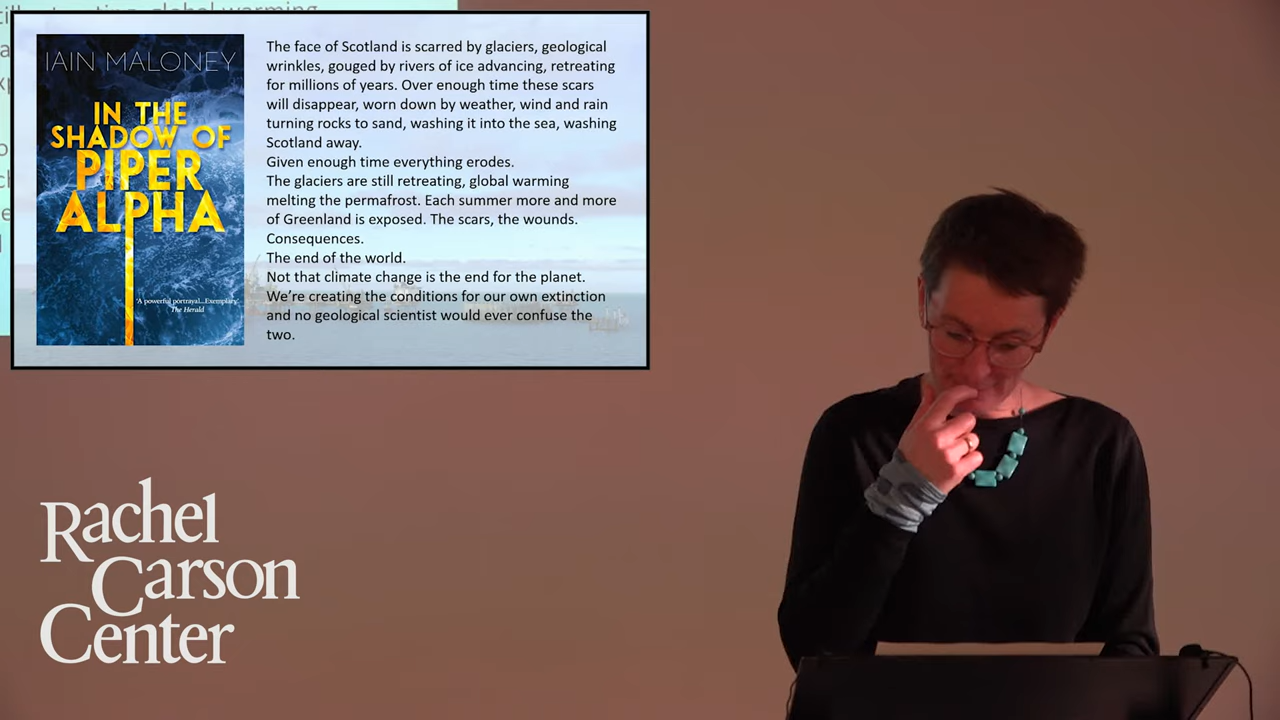 IAIN MALONEY
IN THE
SHADOW OF
PIPER
ALPHA
'A powerful portrayal...Exemplary.'
The Herald
The face of Scotland is scarred by glaciers, geological
wrinkles, gouged by rivers of ice advancing, retreating
for millions of years. Over enough time these scars
will disappear, worn down by weather, wind and rain
turning rocks to sand, washing it into the sea, washing
Scotland away.
Given enough time everything erodes.
The glaciers are still retreating, global warming
melting the permafrost. Each summer more and more
of Greenland is exposed. The scars, the wounds.
Consequences.
The end of the world.
Not that climate change is the end for the planet.
We're creating the conditions for our own extinction
and no geological scientist would ever confuse the
two.
Rachel
Carson
Center